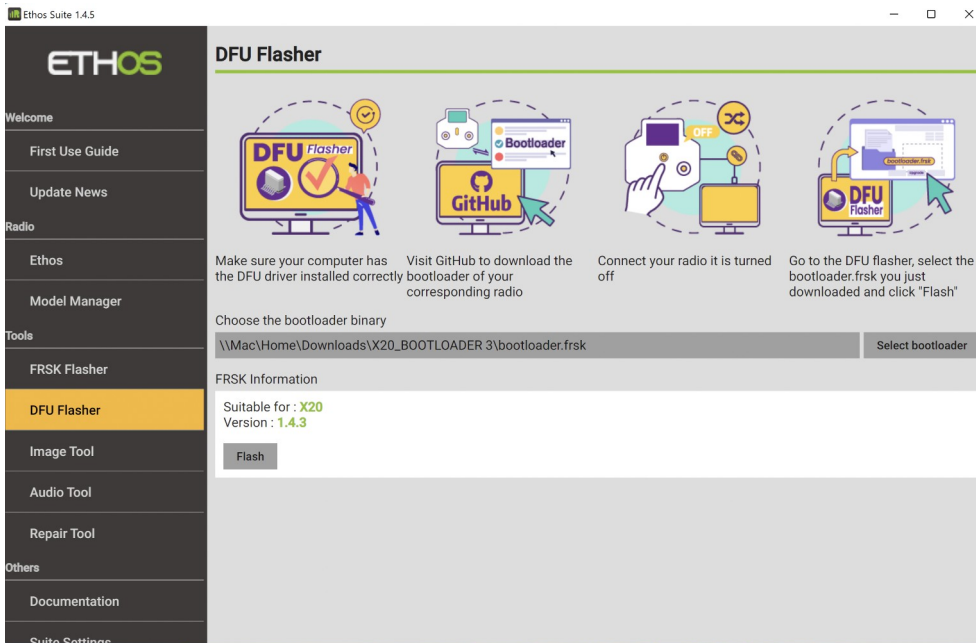 Ethos Suite 1.4.5
ETHOS
Welcome
First Use Guide
Update News
Radio
Ethos
Model Manager
Tools
FRSK Flasher
DFU Flasher
Image Tool
Audio Tool
Repair Tool
Others
Documentation
Suite Settings
DFU Flasher
DFU Flasher
Bootloader
GitHub
OFF
bootloader.frsk
DFU
Flasher
Make sure your computer has
the DFU driver installed correctly
Visit GitHub to download the
bootloader of your
corresponding radio
Connect your radio it is turned
off
Go to the DFU flasher, select the
bootloader.frsk you just
downloaded and click "Flash"
Choose the bootloader binary
\\Mac\Home\Downloads\X20_BOOTLOADER 3\bootloader.frsk
Select bootloader
FRSK Information
Suitable for : X20
Version : 1.4.3
Flash